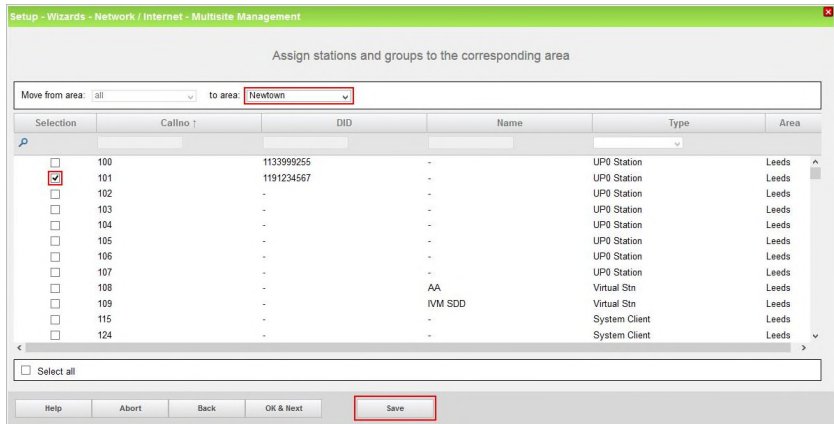 Setup - Wizards - Network / Internet - Multisite Management
Assign stations and groups to the corresponding area
Move from area: all to area: Newtown
Selection Callno ↑ DID Name Type Area
100 1133999255 - UP0 Station Leeds
101 1191234567 - UP0 Station Leeds
102 - - UP0 Station Leeds
103 - - UP0 Station Leeds
104 - - UP0 Station Leeds
105 - - UP0 Station Leeds
106 - - UP0 Station Leeds
107 - - UP0 Station Leeds
108 - AA Virtual Stn Leeds
109 - IVM SDD Virtual Stn Leeds
115 - - System Client Leeds
124 - - System Client Leeds
Select all
Help Abort Back OK & Next Save